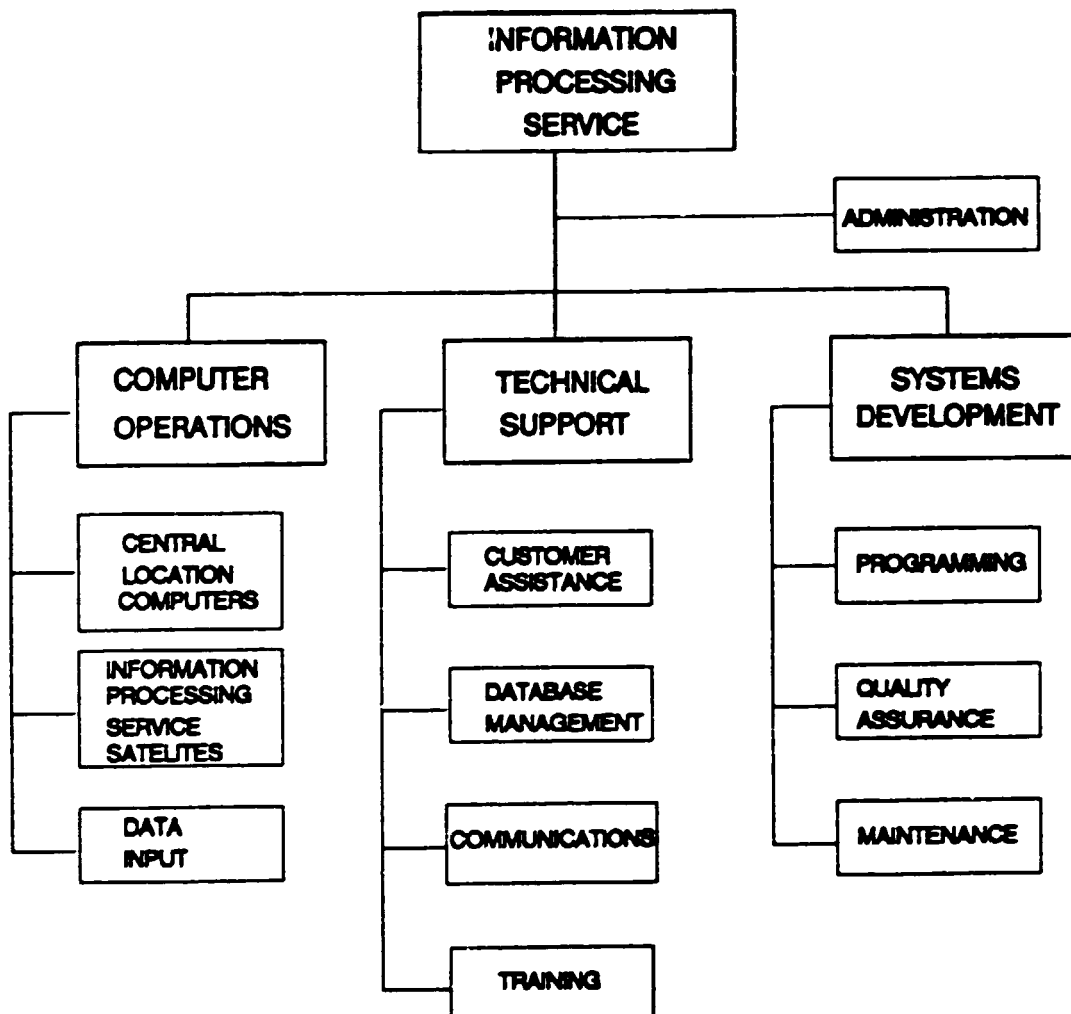 INFORMATION
PROCESSING
SERVICE
ADMINISTRATION
COMPUTER
OPERATIONS
CENTRAL
LOCATION
COMPUTERS
INFORMATION
PROCESSING
SERVICE
SATELITES
DATA
INPUT
TECHNICAL
SUPPORT
CUSTOMER
ASSISTANCE
DATABASE
MANAGEMENT
COMMUNICATIONS
TRAINING
SYSTEMS
DEVELOPMENT
PROGRAMMING
QUALITY
ASSURANCE
MAINTENANCE